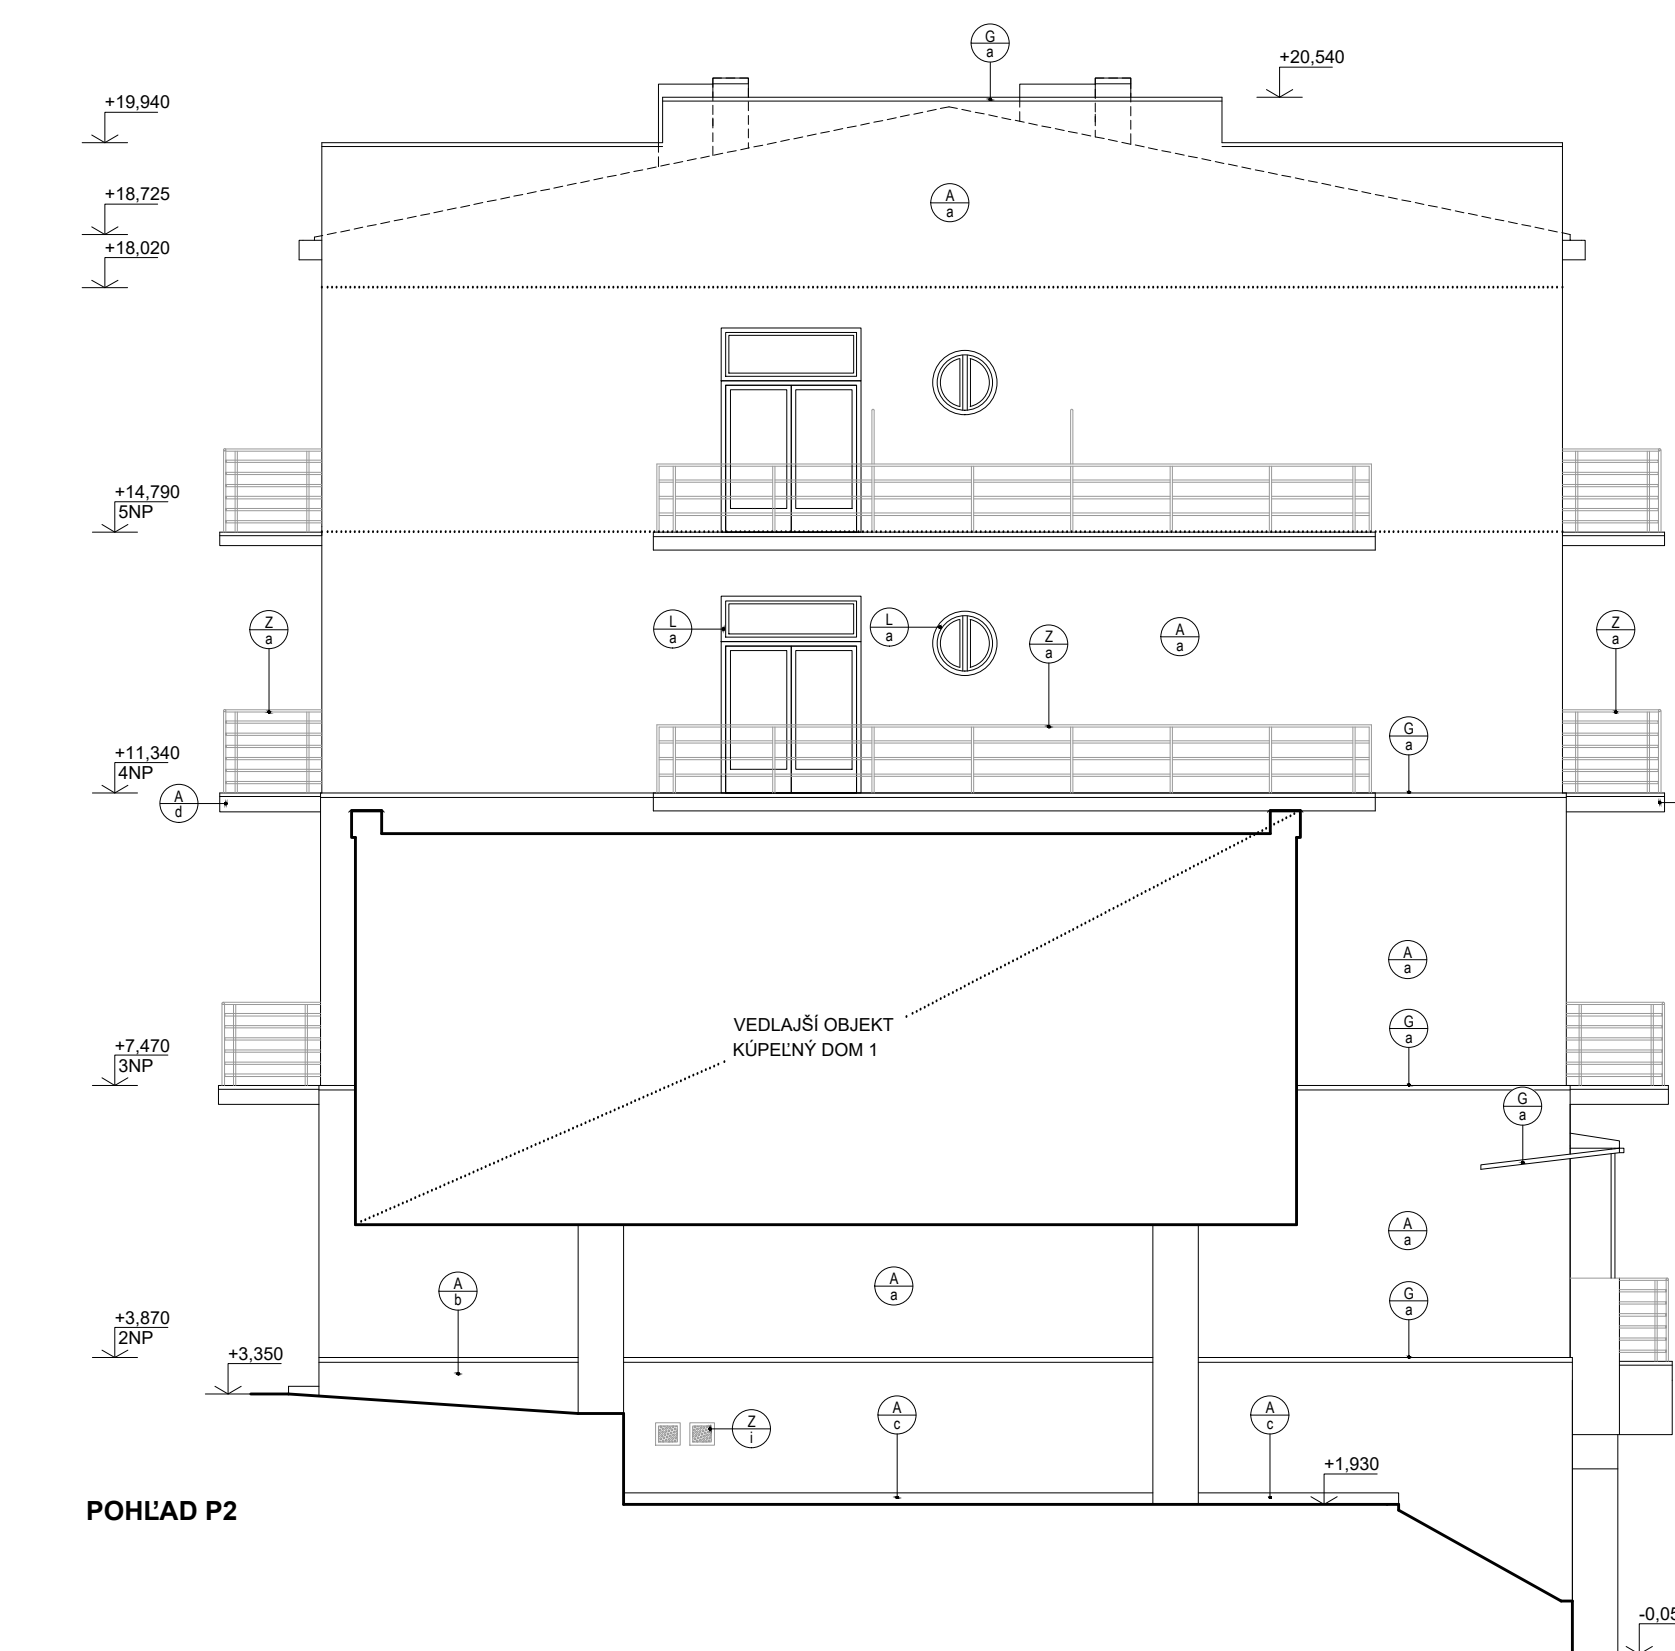 G
a
+20,540
+19,940
+18,725
A
a
+18,020
+14,790
5NP
Z
a
L
a
L
a
Z
a
A
a
Z
a
+11,340
4NP
G
a
A
d
A
a
VEDLAJŠÍ OBJEKT
KÚPEĽNÝ DOM 1
G
a
+7,470
3NP
G
a
A
a
A
b
A
a
G
a
+3,870
2NP
+3,350
Z
i
A
c
A
c
+1,930
POHĽAD P2